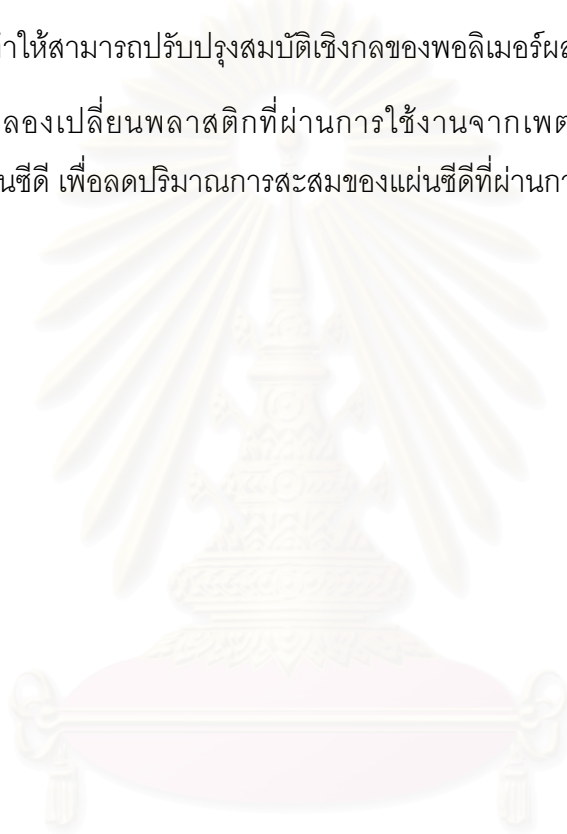 ทำให้สามารถปรับปรุงสมบัติเชิงกลของพอลิเมอร์ผส
ลองเปลี่ยนพลาสติกที่ผ่านการใช้งานจากเพต
นซีดี เพื่อลดปริมาณการสะสมของแผ่นซีดีที่ผ่านกา